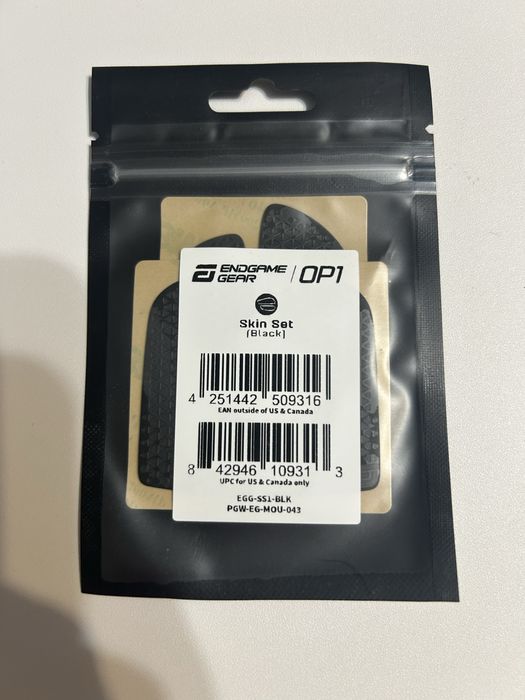 ENDGAME GEAR | OP1
Skin Set
(Black)
4 251442 509316
EAN outside of US & Canada
8 42946 10931 3
UPC for US & Canada only
EGG-SS1-BLK
PGW-EG-MOU-043